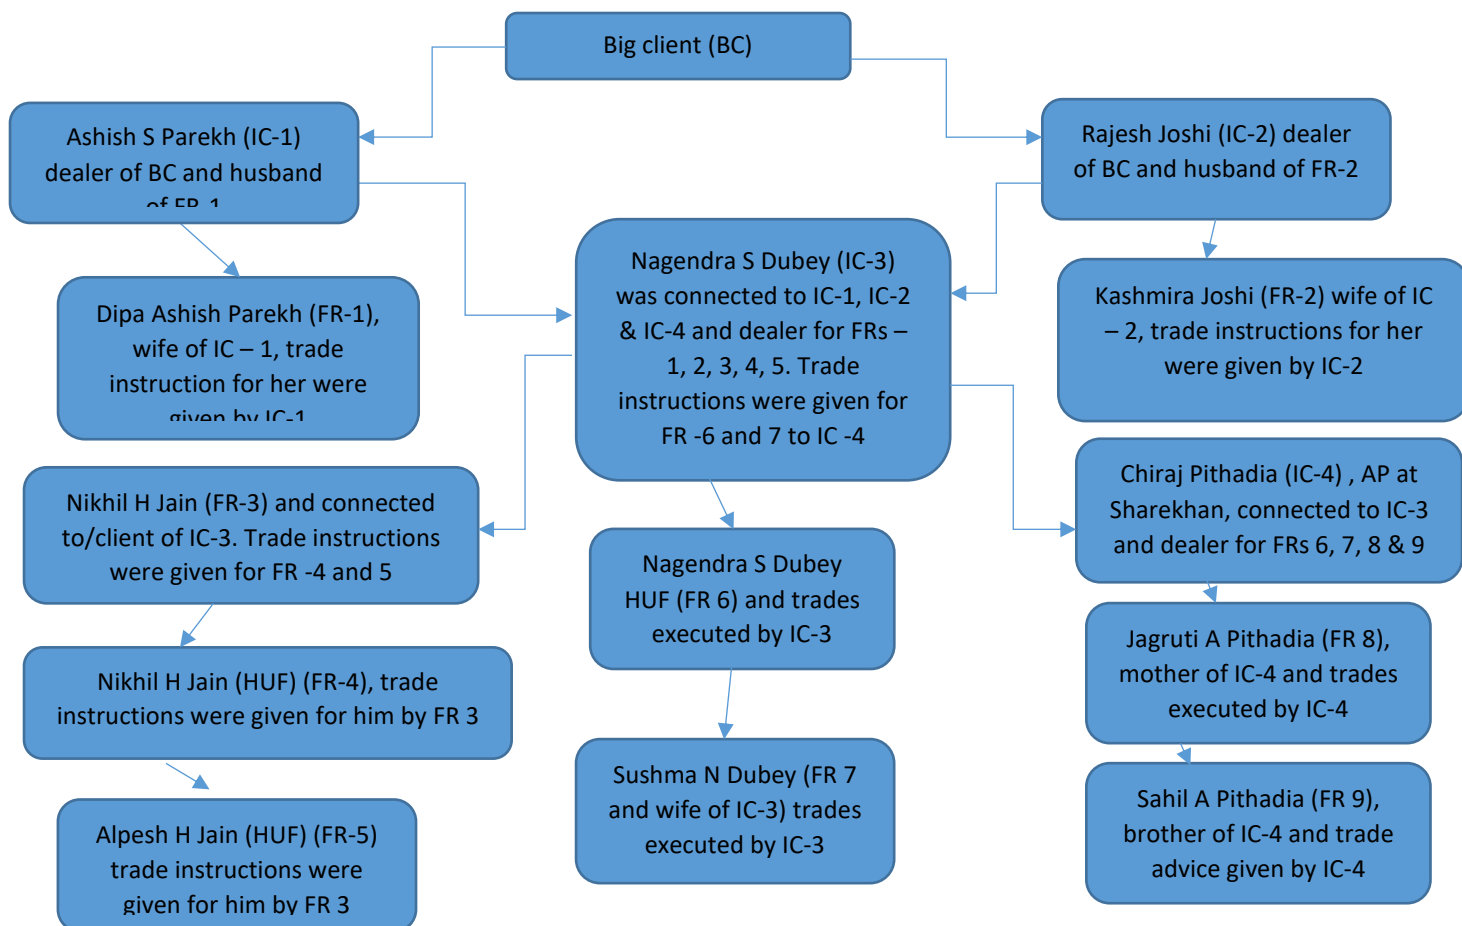 Big client (BC)
Ashish S Parekh (IC-1)
dealer of BC and husband
of FR-1
Rajesh Joshi (IC-2) dealer
of BC and husband of FR-2
Dipa Ashish Parekh (FR-1),
wife of IC – 1, trade
instruction for her were
given by IC-1
Nagendra S Dubey (IC-3)
was connected to IC-1, IC-2
& IC-4 and dealer for FRs –
1, 2, 3, 4, 5. Trade
instructions were given for
FR -6 and 7 to IC -4
Kashmira Joshi (FR-2) wife of IC
– 2, trade instructions for her
were given by IC-2
Nikhil H Jain (FR-3) and connected
to/client of IC-3. Trade instructions
were given for FR -4 and 5
Nagendra S Dubey
HUF (FR 6) and trades
executed by IC-3
Chiraj Pithadia (IC-4) , AP at
Sharekhan, connected to IC-3
and dealer for FRs 6, 7, 8 & 9
Nikhil H Jain (HUF) (FR-4), trade
instructions were given for him by FR 3
Jagruti A Pithadia (FR 8),
mother of IC-4 and trades
executed by IC-4
Alpesh H Jain (HUF) (FR-5)
trade instructions were
given for him by FR 3
Sushma N Dubey (FR 7
and wife of IC-3) trades
executed by IC-3
Sahil A Pithadia (FR 9),
brother of IC-4 and trade
advice given by IC-4